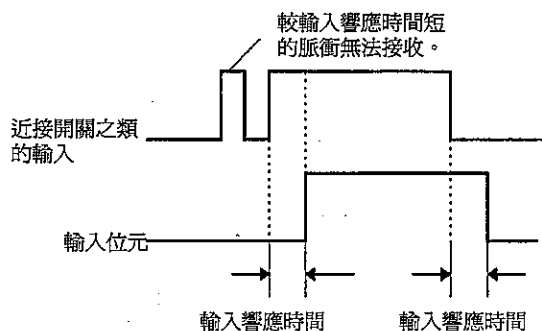 較輸入響應時間短
的脈衝無法接收。
近接開關之類
的輸入
輸入位元
輸入響應時間
輸入響應時間